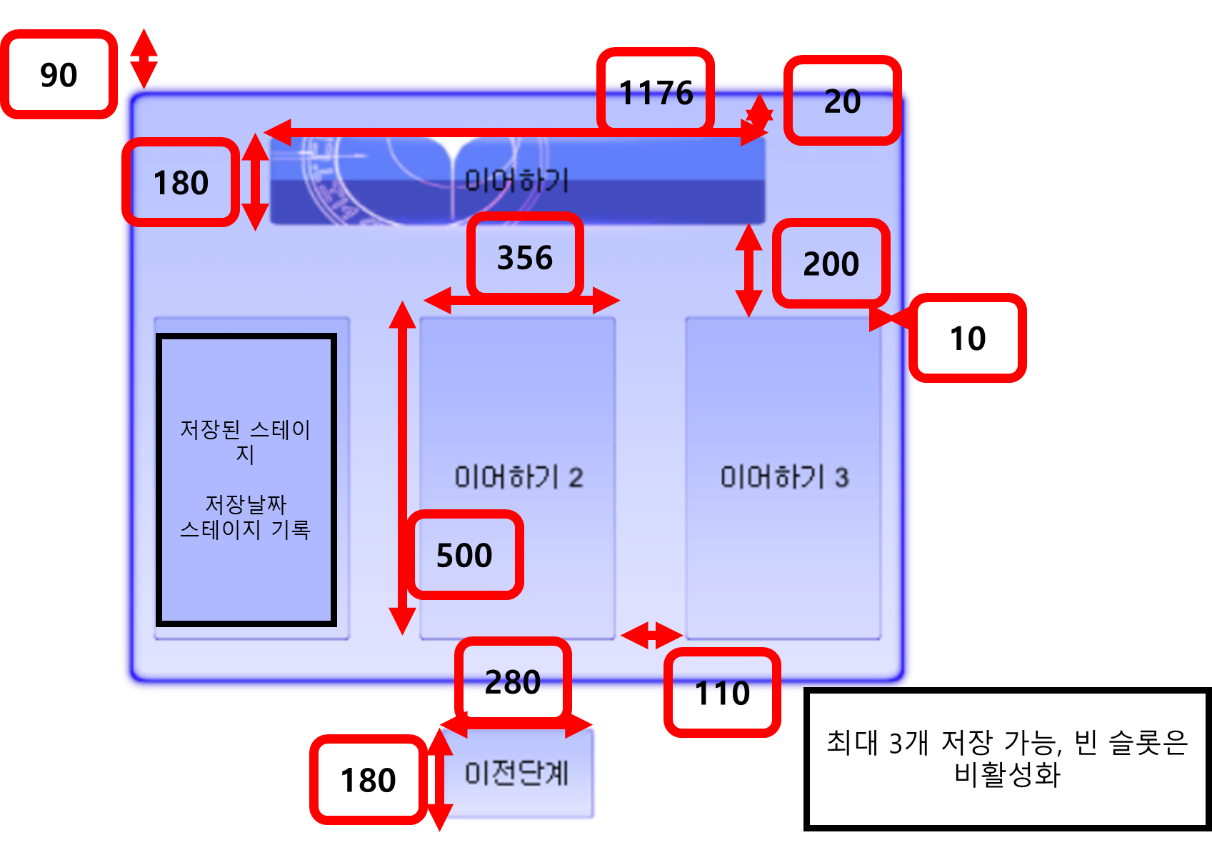 90
1176
20
180
이어하기
356
200
10
저장된 스테이
지
저장날짜
스테이지 기록
이어하기 2
이어하기 3
500
280
110
180
이전단계
최대 3개 저장 가능, 빈 슬롯은
비활성화